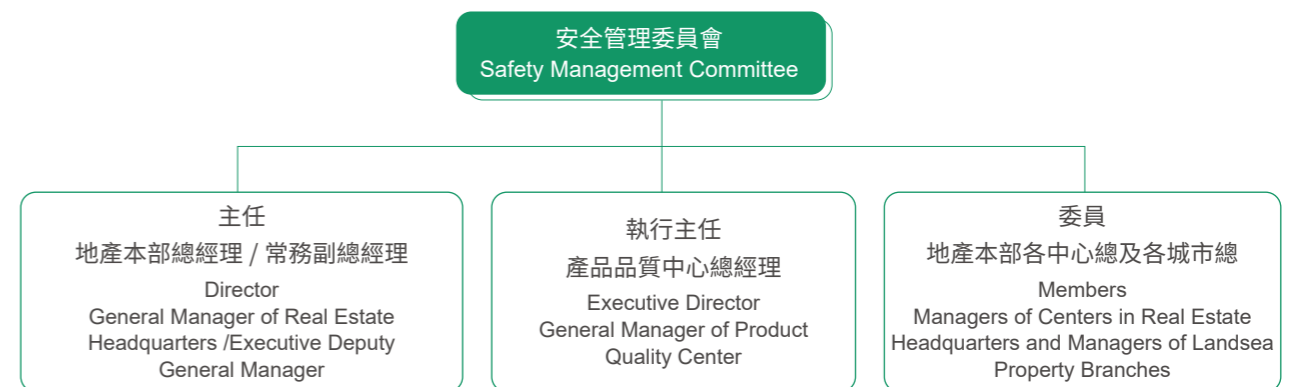 安全管理委員會
Safety Management Committee
主任
地產本部總經理 / 常務副總經理
Director
General Manager of Real Estate
Headquarters /Executive Deputy
General Manager
執行主任
產品品質中心總經理
Executive Director
General Manager of Product
Quality Center
委員
地產本部各中心總及各城市總
Members
Managers of Centers in Real Estate
Headquarters and Managers of Landsea
Property Branches